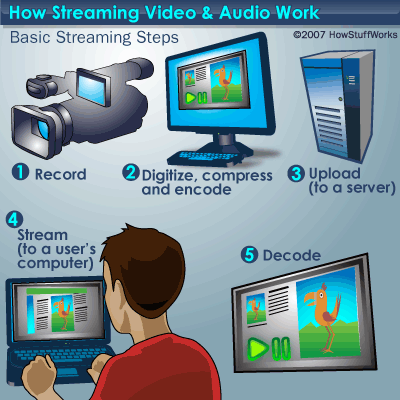 How Streaming Video & Audio Work
Basic Streaming Steps
©2007 HowStuffWorks
1 Record
2 Digitize, compress
and encode
3 Upload
(to a server)
4
Stream
(to a user's
computer)
5 Decode